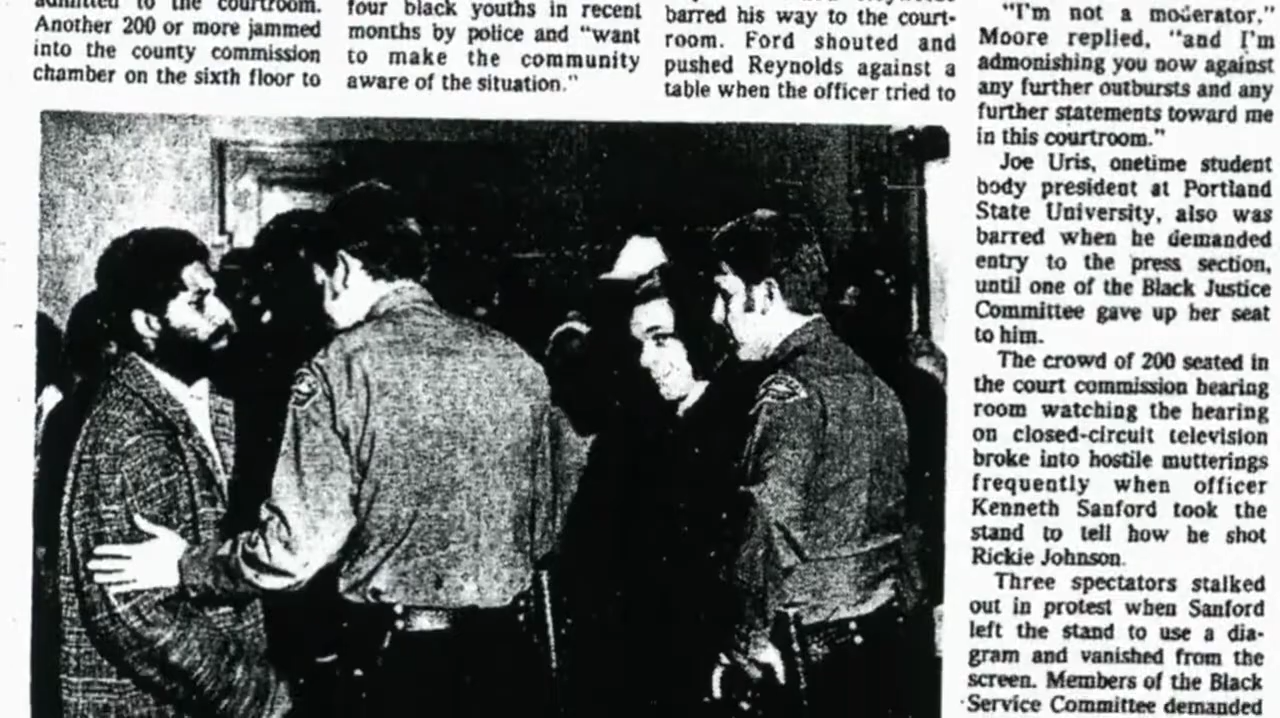 admitted to the courtroom.
Another 200 or more jammed
into the county commission
chamber on the sixth floor to
four black youths in recent
months by police and “want
to make the community
aware of the situation.”
barred his way to the court-
room. Ford shouted and
pushed Reynolds against a
table when the officer tried to
"I'm not a moderator,"
Moore replied, "and I'm
admonishing you now against
any further outbursts and any
further statements toward me
in this courtroom."
Joe Uris, onetime student
body president at Portland
State University, also was
barred when he demanded
entry to the press section,
until one of the Black Justice
Committee gave up her seat
to him.
The crowd of 200 seated in
the court commission hearing
room watching the hearing
on closed-circuit television
broke into hostile mutterings
frequently when officer
Kenneth Sanford took the
stand to tell how he shot
Rickie Johnson.
Three spectators stalked
out in protest when Sanford
left the stand to use a dia-
gram and vanished from the
screen. Members of the Black
Service Committee demanded